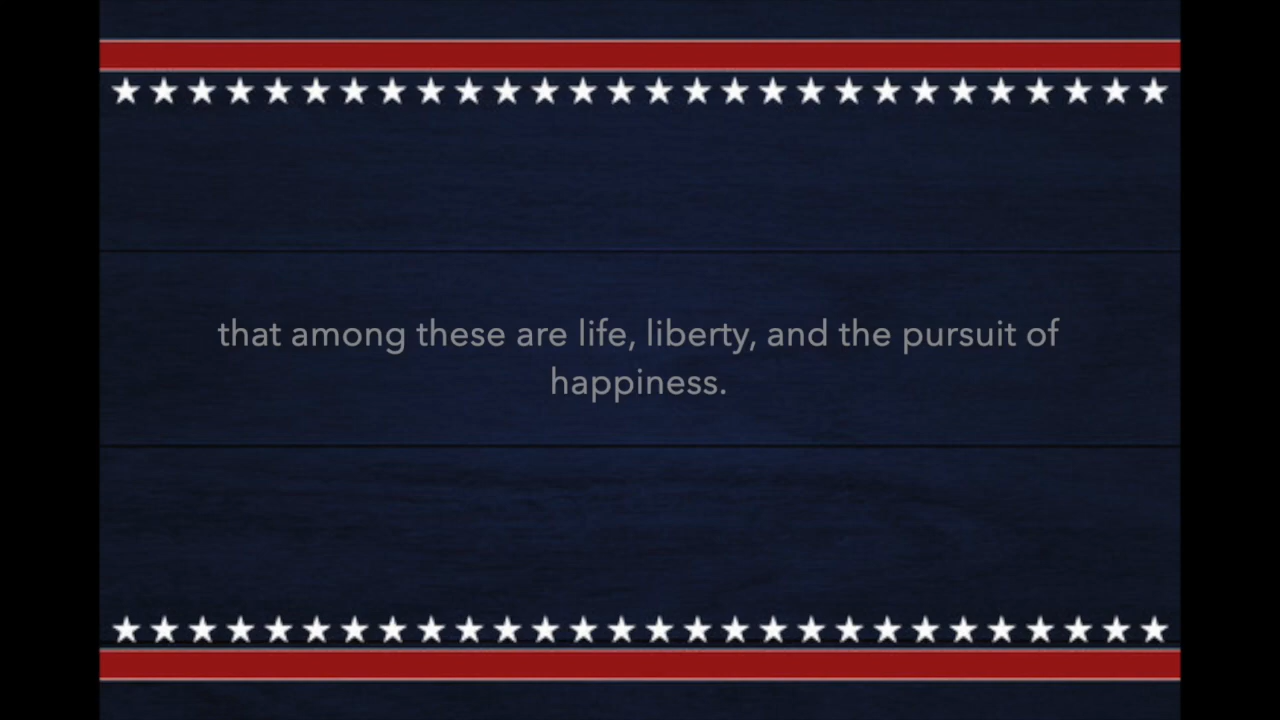 that among these are life, liberty, and the pursuit of
happiness.